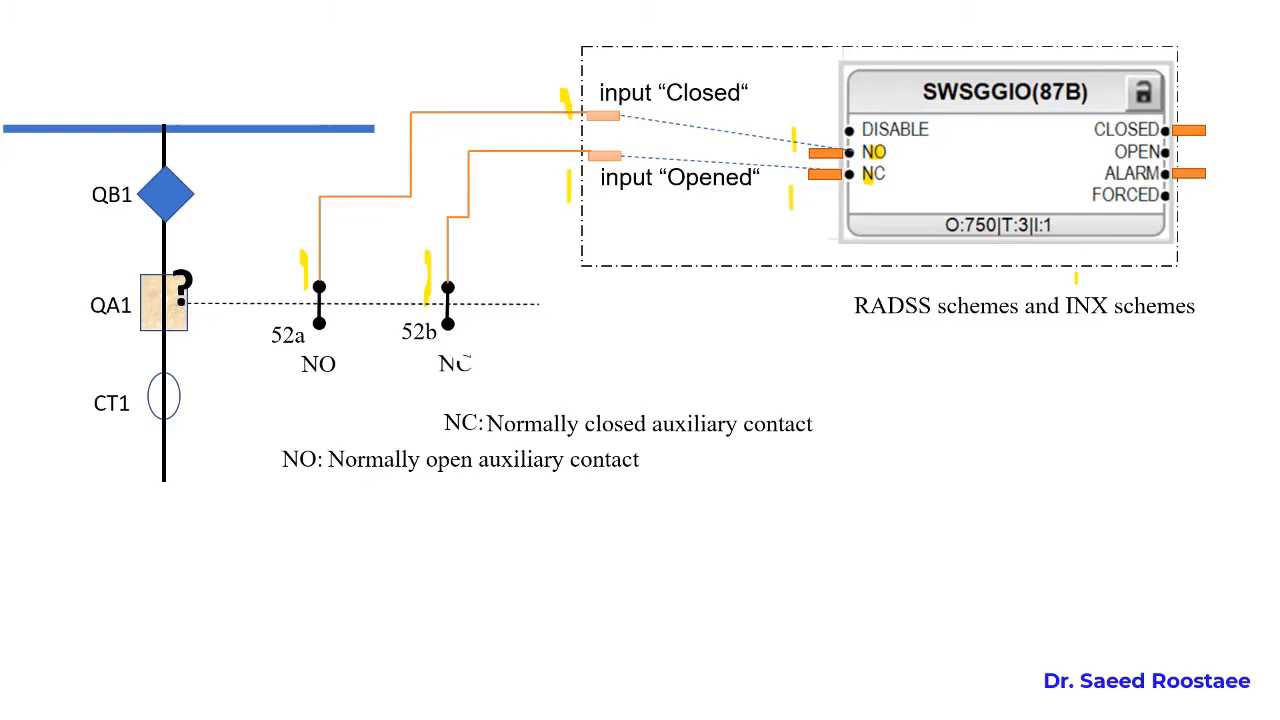 input “Closed“
SWSGGIO(87B)
DISABLE
CLOSED
NO
OPEN
NC
ALARM
FORCED
O:750|T:3|I:1
input “Opened“
QB1
QA1
?
52a
52b
NO
NC
CT1
RADSS schemes and INX schemes
NC: Normally closed auxiliary contact
NO: Normally open auxiliary contact
Dr. Saeed Roostaee